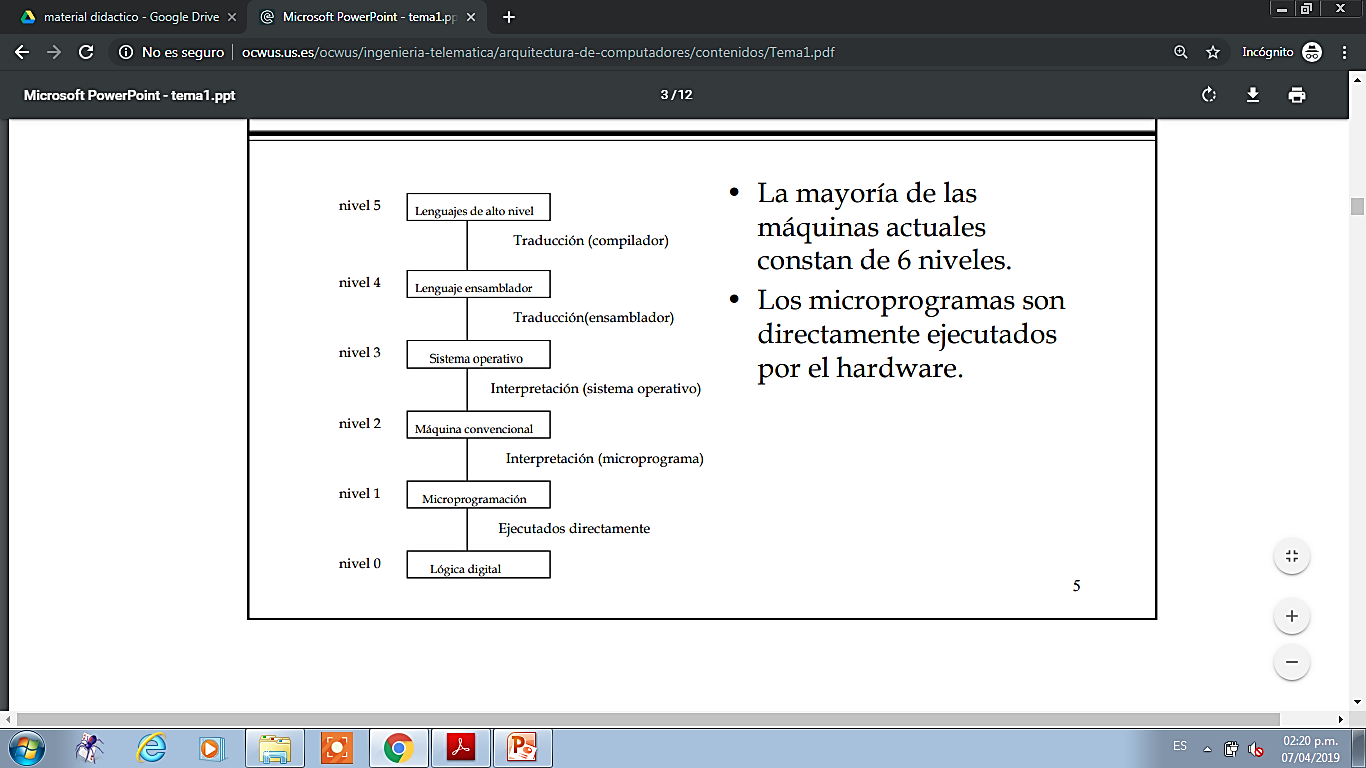 material didactico - Google Drive
Microsoft PowerPoint - tema1.pp
No es seguro
ocwus.us.es/ocwus/ingenieria-telematica/arquitectura-de-computadores/contenidos/Tema1.pdf
Incógnito
Microsoft PowerPoint - tema1.ppt
3 / 12
nivel 5
Lenguajes de alto nivel
Traducción (compilador)
nivel 4
Lenguaje ensamblador
Traducción(ensamblador)
nivel 3
Sistema operativo
Interpretación (sistema operativo)
nivel 2
Máquina convencional
Interpretación (microprograma)
nivel 1
Microprogramación
Ejecutados directamente
nivel 0
Lógica digital
• La mayoría de las
máquinas actuales
constan de 6 niveles.
• Los microprogramas son
directamente ejecutados
por el hardware.
5
ES
02:20 p.m.
07/04/2019